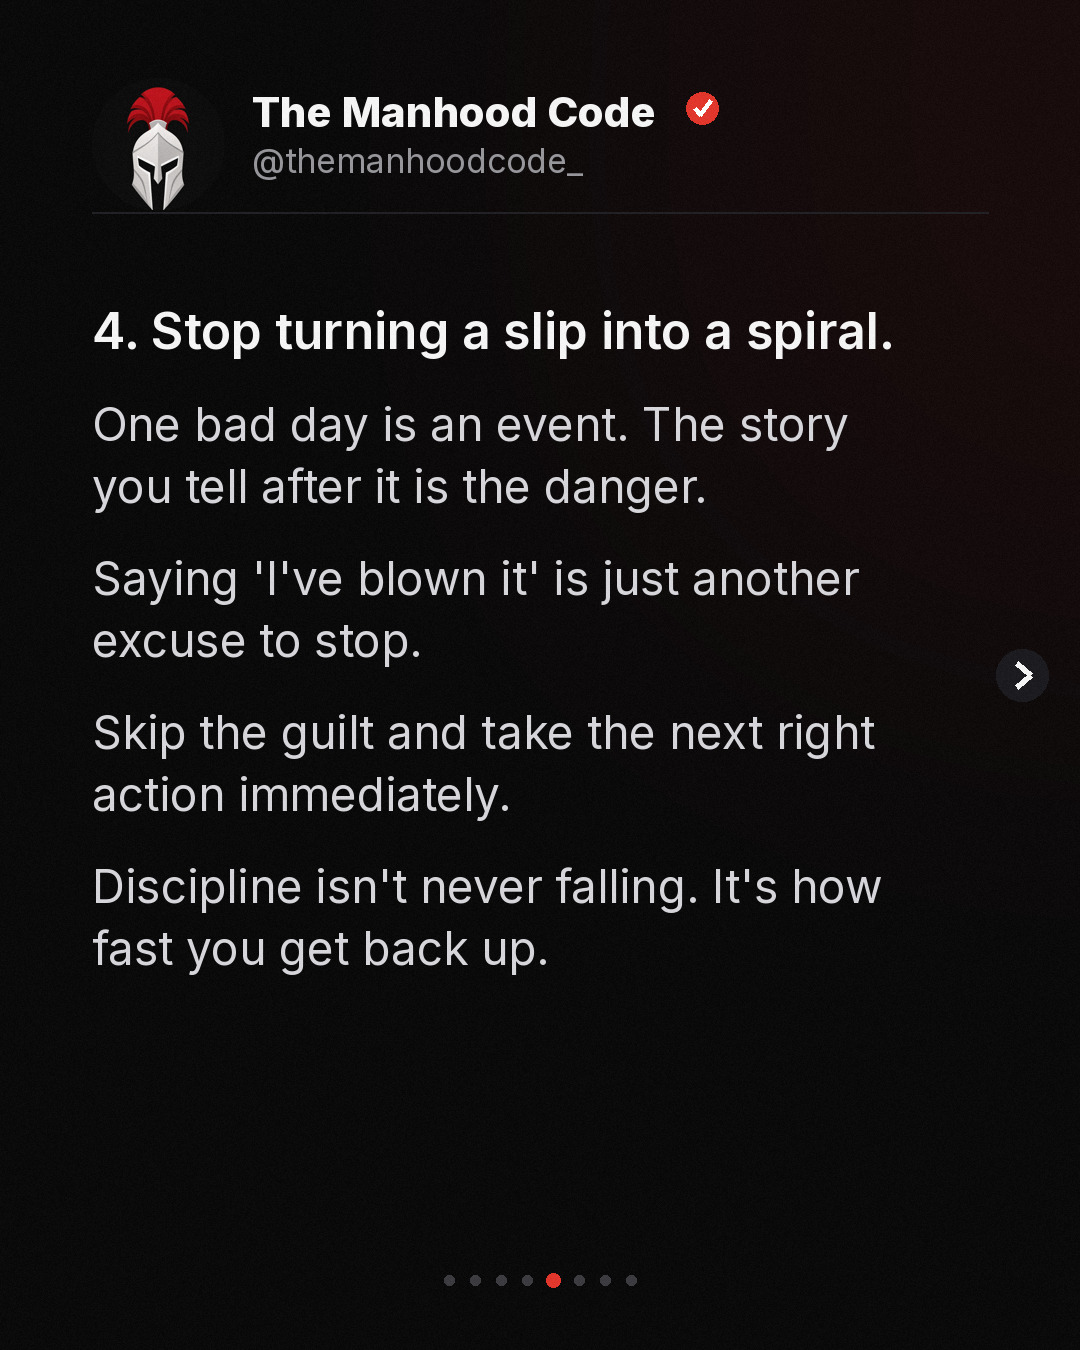 The Manhood Code
@themanhoodcode_
4. Stop turning a slip into a spiral.
One bad day is an event. The story
you tell after it is the danger.
Saying 'I've blown it' is just another
excuse to stop.
Skip the guilt and take the next right
action immediately.
Discipline isn't never falling. It's how
fast you get back up.